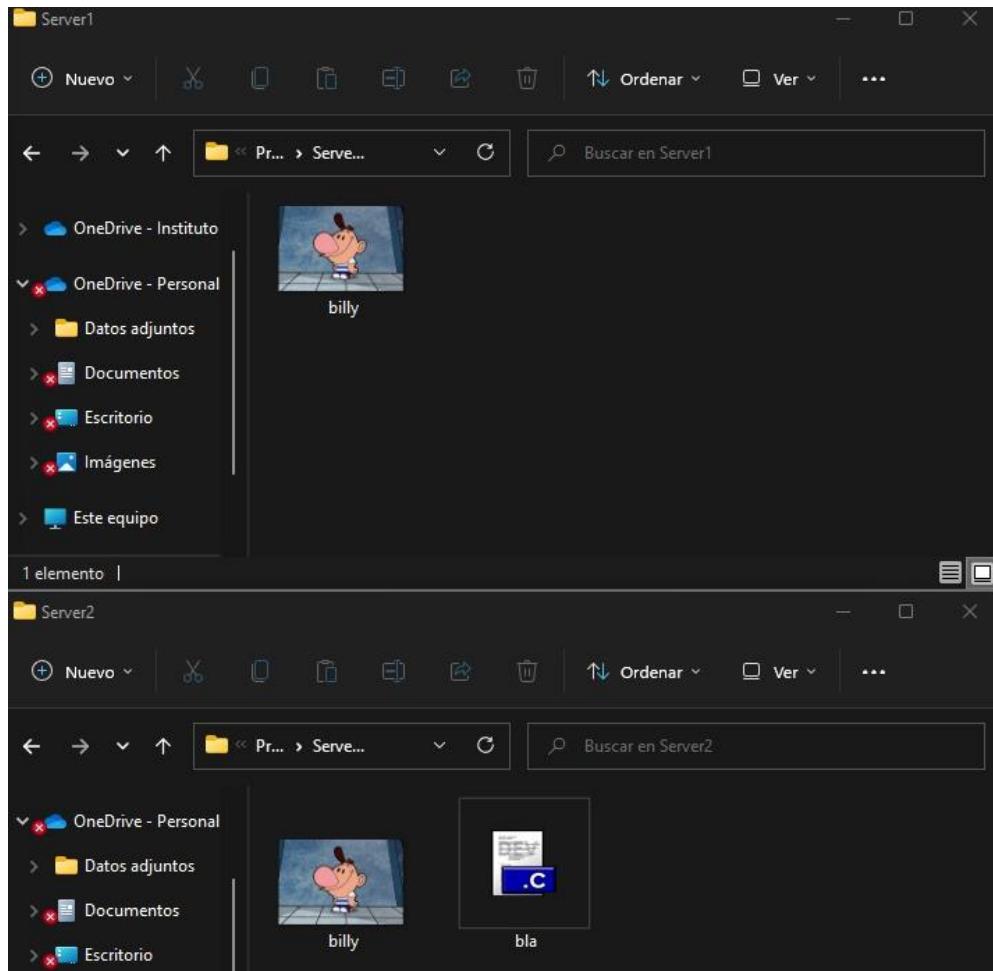 Server1
Nuevo Ordenar Ver ...
« Pr... › Serve... Buscar en Server1
OneDrive - Instituto
OneDrive - Personal
Datos adjuntos
Documentos
Escritorio
Imágenes
Este equipo
billy
1 elemento
Server2
Nuevo Ordenar Ver ...
« Pr... › Serve... Buscar en Server2
OneDrive - Personal
Datos adjuntos
Documentos
Escritorio
DEV
.C
billy bla